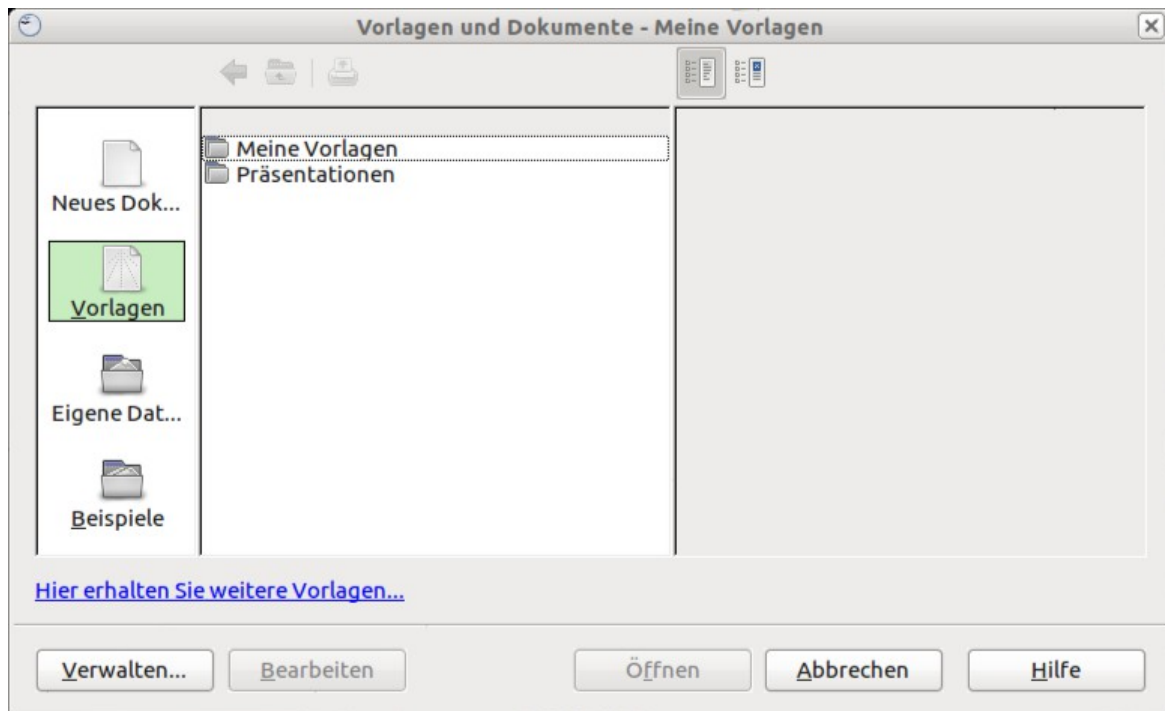 Vorlagen und Dokumente - Meine Vorlagen
Neues Dok...
Vorlagen
Eigene Dat...
Beispiele
Meine Vorlagen
Präsentationen
Hier erhalten Sie weitere Vorlagen...
Verwalten...
Bearbeiten
Öffnen
Abbrechen
Hilfe